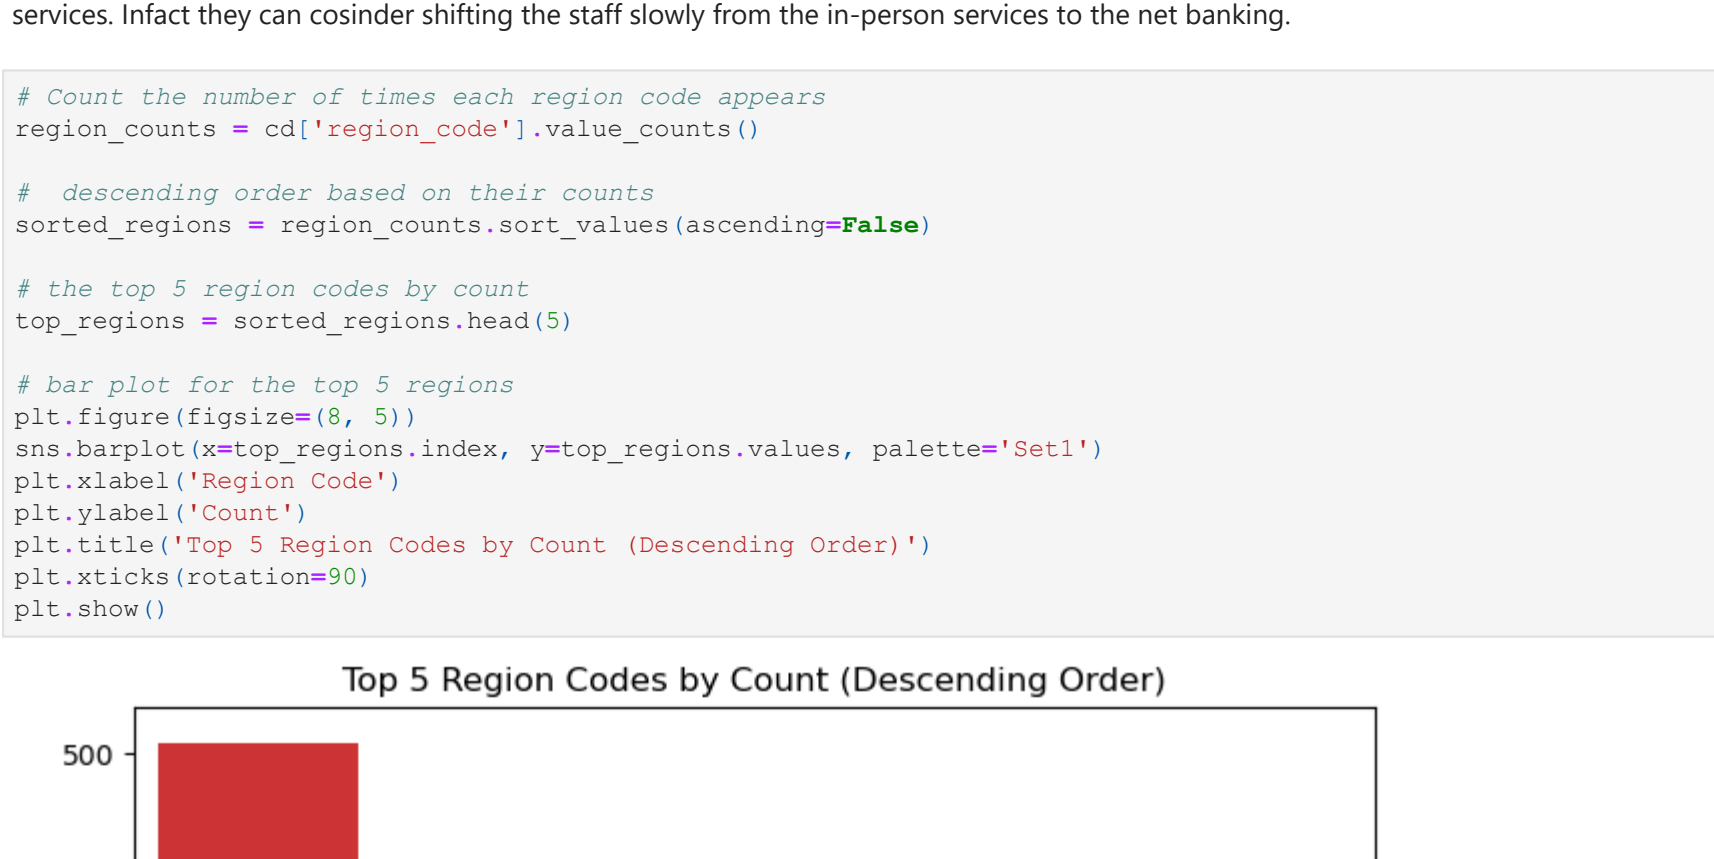 services. Infact they can cosinder shifting the staff slowly from the in-person services to the net banking.
# Count the number of times each region code appears
region_counts = cd['region_code'].value_counts()
#  descending order based on their counts
sorted_regions = region_counts.sort_values(ascending=False)
# the top 5 region codes by count
top_regions = sorted_regions.head(5)
# bar plot for the top 5 regions
plt.figure(figsize=(8, 5))
sns.barplot(x=top_regions.index, y=top_regions.values, palette='Set1')
plt.xlabel('Region Code')
plt.ylabel('Count')
plt.title('Top 5 Region Codes by Count (Descending Order)')
plt.xticks(rotation=90)
plt.show()
Top 5 Region Codes by Count (Descending Order)
500